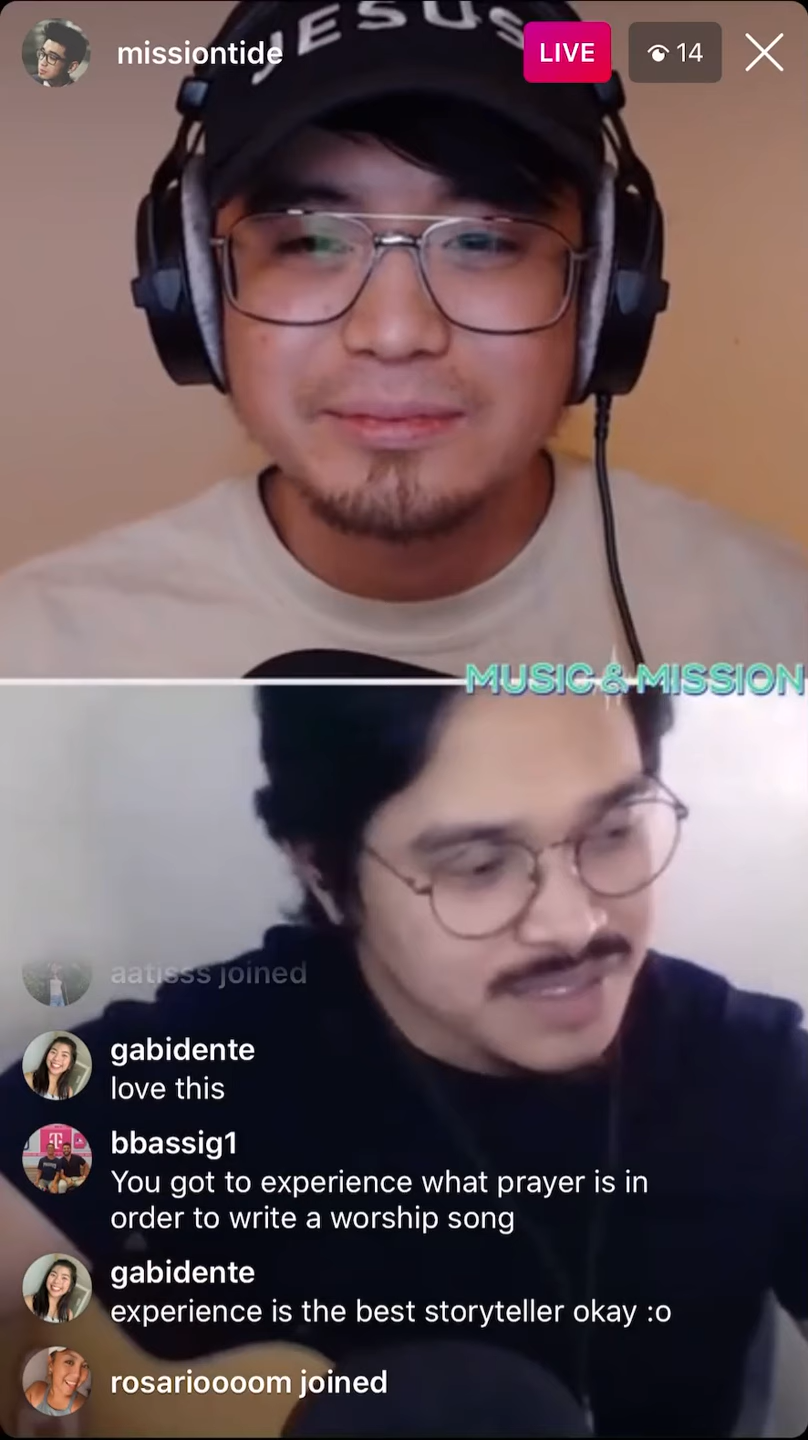 JESUS
missiontide
LIVE
14
MUSIC & MISSION
aatisss joined
gabidente
love this
bbassig1
You got to experience what prayer is in
order to write a worship song
gabidente
experience is the best storyteller okay :o
rosarioooom joined